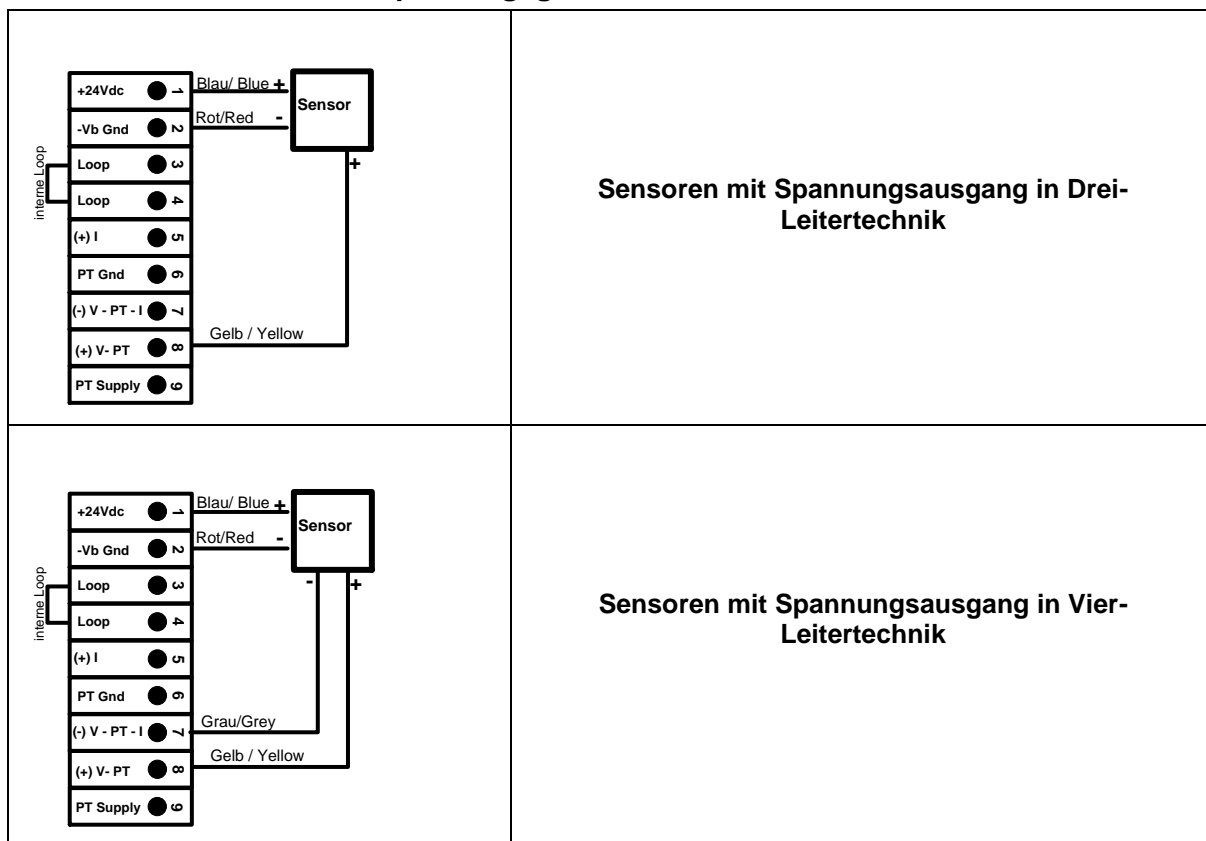 +24Vdc 1 Blau/ Blue +
Sensor
-Vb Gnd 2 Rot/Red -
Loop 3 +
interne Loop
Loop 4
(+) I 5
PT Gnd 6
(-) V - PT - I 7
Gelb / Yellow
(+) V- PT 8
PT Supply 9
Sensoren mit Spannungsausgang in Drei-
Leitertechnik
+24Vdc 1 Blau/ Blue +
Sensor
-Vb Gnd 2 Rot/Red -
Loop 3 - +
interne Loop
Loop 4
(+) I 5
PT Gnd 6
(-) V - PT - I 7 Grau/Grey
Gelb / Yellow
(+) V- PT 8
PT Supply 9
Sensoren mit Spannungsausgang in Vier-
Leitertechnik